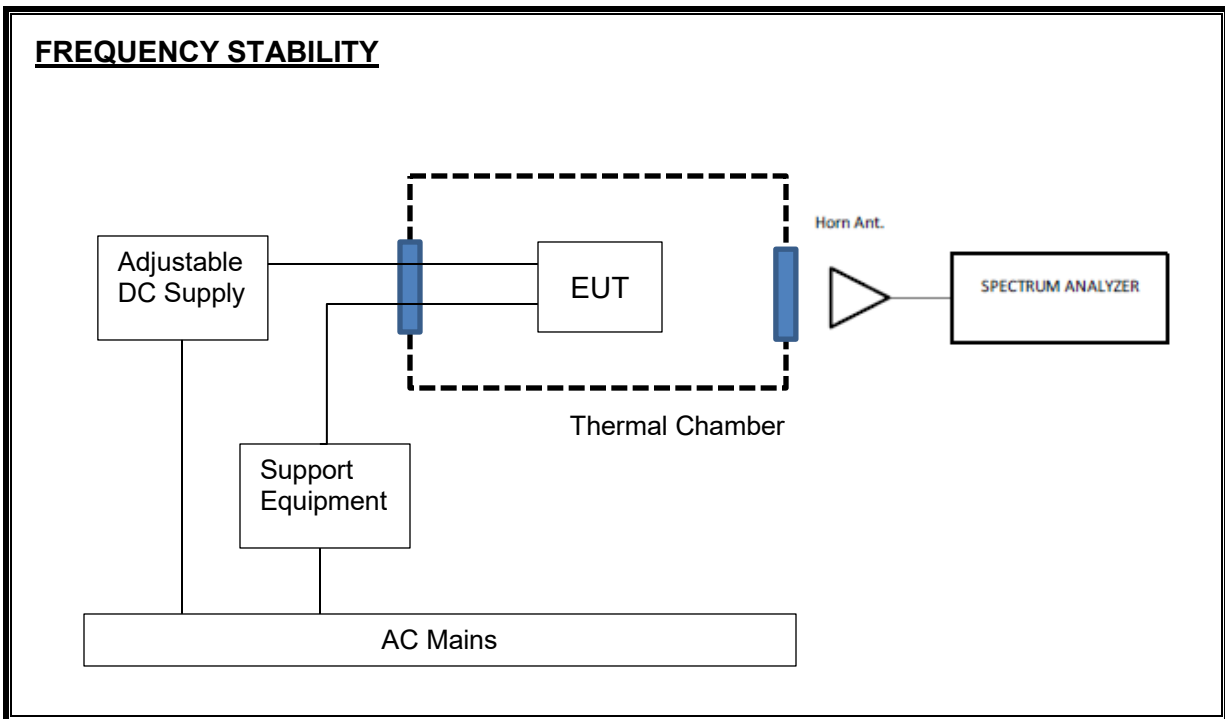 FREQUENCY STABILITY
Horn Ant.
Adjustable
DC Supply
EUT
SPECTRUM ANALYZER
Thermal Chamber
Support
Equipment
AC Mains